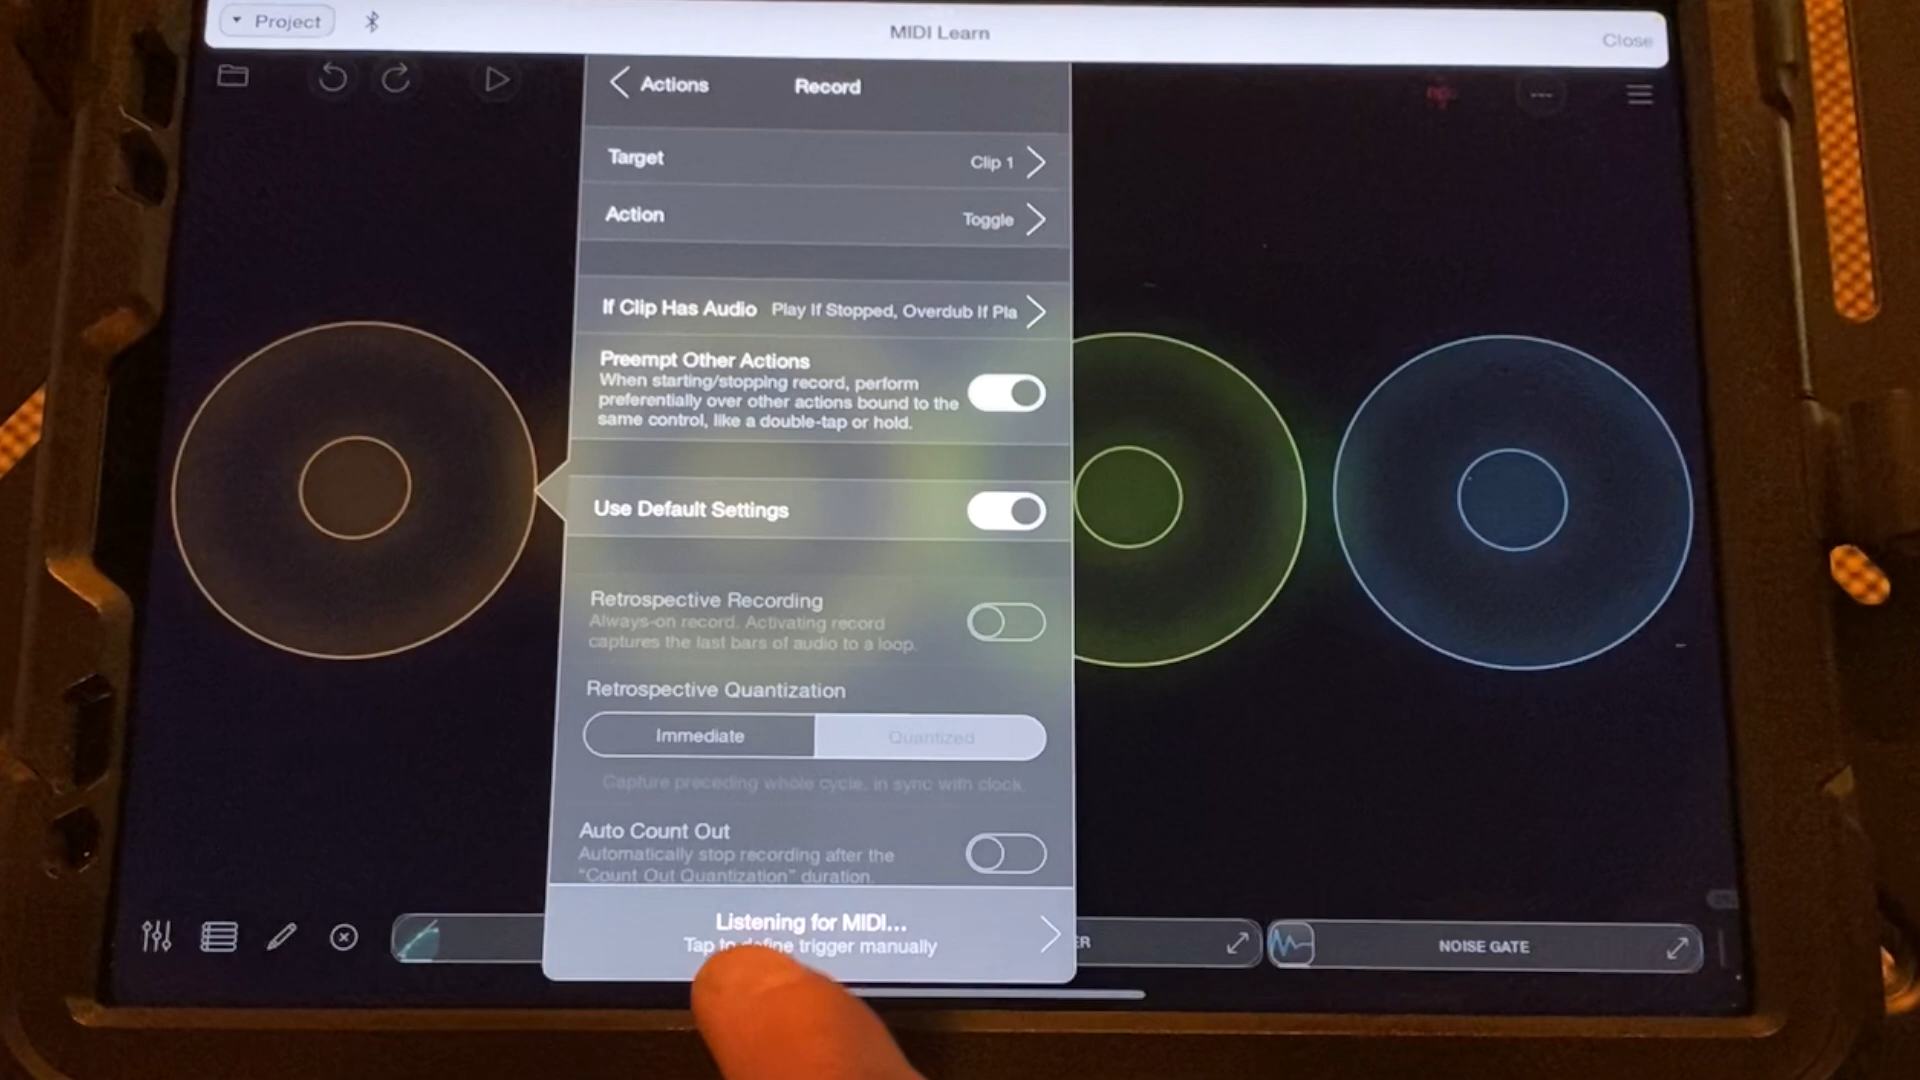 Project
MIDI Learn
Close
Actions
Record
Target
Clip 1
Action
Toggle
If Clip Has Audio
Play If Stopped, Overdub If Pla
Preempt Other Actions
When starting/stopping record, perform
preferentially over other actions bound to the
same control, like a double-tap or hold.
Use Default Settings
Retrospective Recording
Always-on record. Activating record
captures the last bars of audio to a loop.
Retrospective Quantization
Immediate
Quantized
Capture preceding whole cycle, in sync with clock.
Auto Count Out
Automatically stop recording after the
"Count Out Quantization" duration.
Listening for MIDI...
Tap to define trigger manually
ER
NOISE GATE